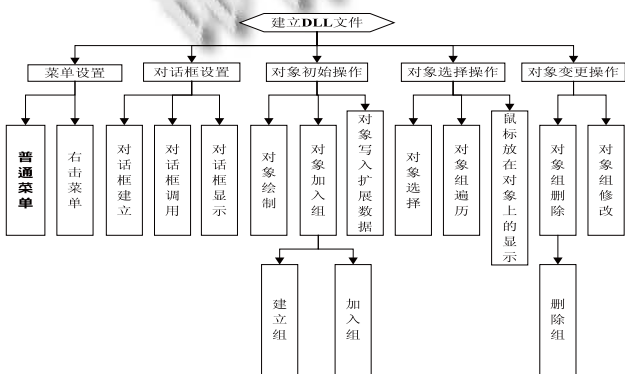 建立DLL文件
菜单设置
对话框设置
对象初始操作
对象选择操作
对象变更操作
普通菜单
右击菜单
对话框建立
对话框调用
对话框显示
对象绘制
对象加入组
对象写入扩展数据
对象选择
对象组遍历
鼠标放在对象上的显示
对象组删除
对象组修改
建立组
加入组
删除组